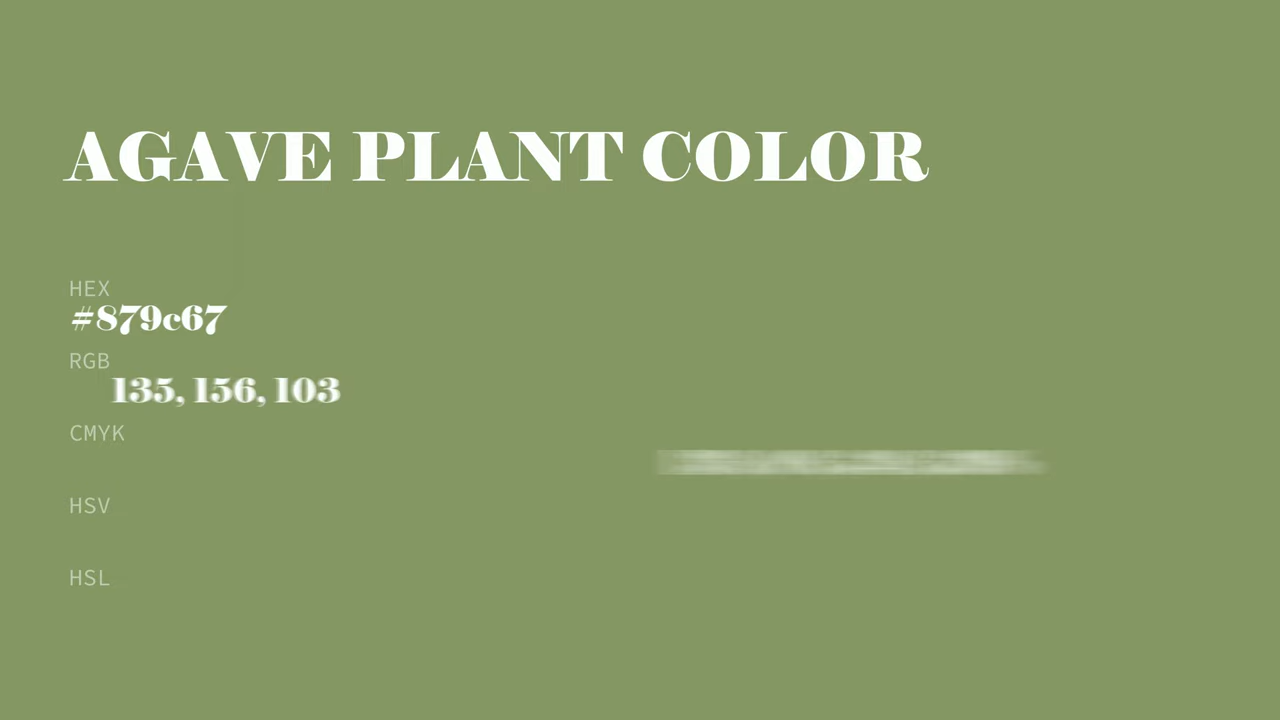 AGAVE PLANT COLOR
HEX
#879c67
RGB
135, 156, 103
CMYK
HSV
HSL